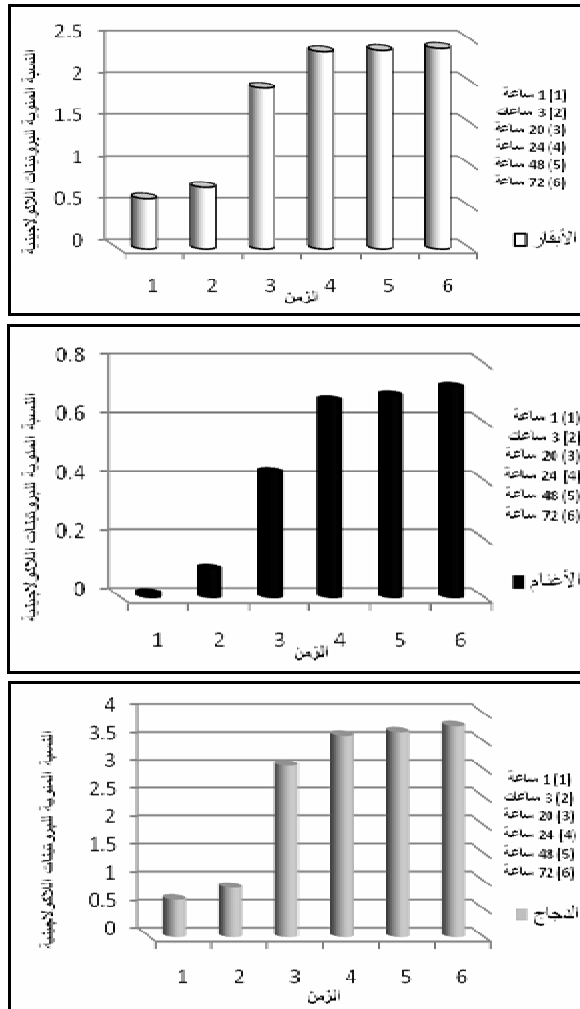 النسبة المئوية للبروتينات اللاكولاجينية
2.5
2
1.5
1
0.5
0
1 2 3 4 5 6
الزمن
(1) 1 ساعة
(2) 3 ساعات
(3) 20 ساعة
(4) 24 ساعة
(5) 48 ساعة
(6) 72 ساعة
الأبقار
النسبة المئوية للبروتينات اللاكولاجينية
0.8
0.6
0.4
0.2
0
1 2 3 4 5 6
الزمن
(1) 1 ساعة
(2) 3 ساعات
(3) 20 ساعة
(4) 24 ساعة
(5) 48 ساعة
(6) 72 ساعة
الأغنام
النسبة المئوية للبروتينات اللاكولاجينية
4
3.5
3
2.5
2
1.5
1
0.5
0
1 2 3 4 5 6
الزمن
(1) 1 ساعة
(2) 3 ساعات
(3) 20 ساعة
(4) 24 ساعة
(5) 48 ساعة
(6) 72 ساعة
الدجاج